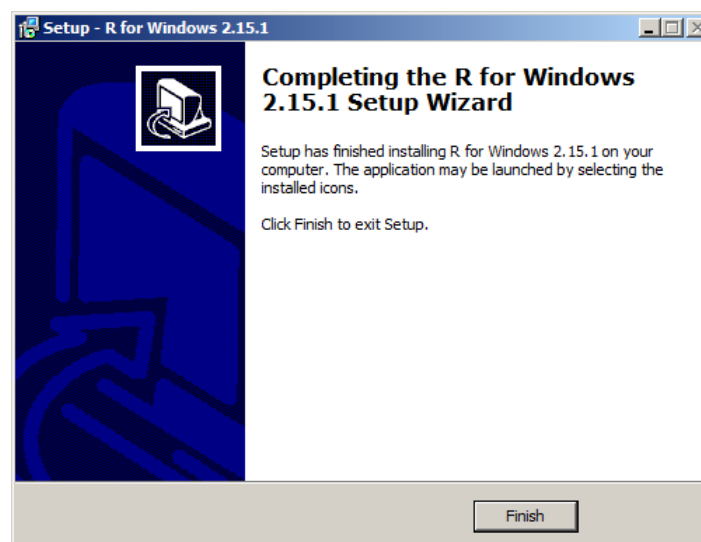 Setup - R for Windows 2.15.1
Completing the R for Windows
2.15.1 Setup Wizard
Setup has finished installing R for Windows 2.15.1 on your
computer. The application may be launched by selecting the
installed icons.
Click Finish to exit Setup.
Finish